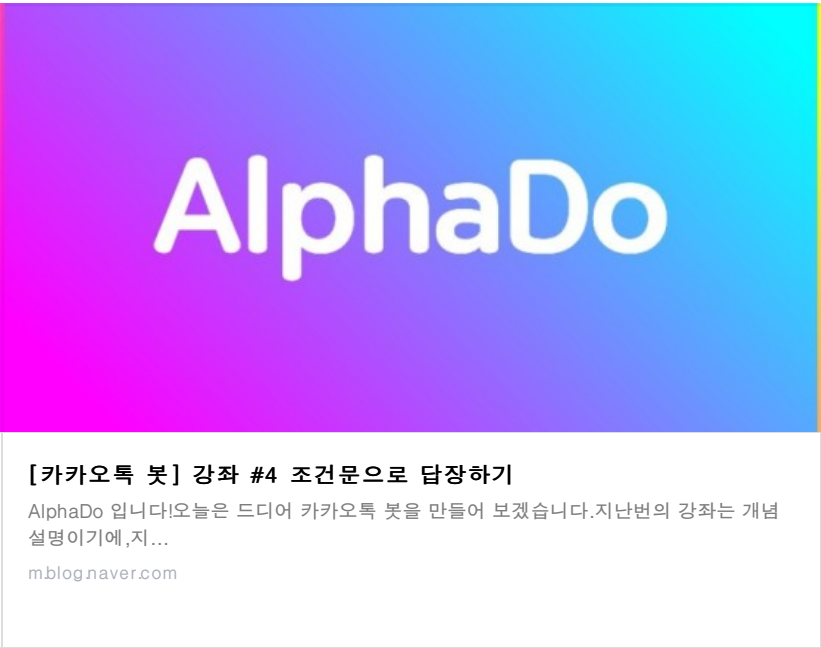 AlphaDo
[카카오톡 봇] 강좌 #4 조건문으로 답장하기
AlphaDo 입니다!오늘은 드디어 카카오톡 봇을 만들어 보겠습니다.지난번의 강좌는 개념
설명이기에,지...
m.blog.naver.com